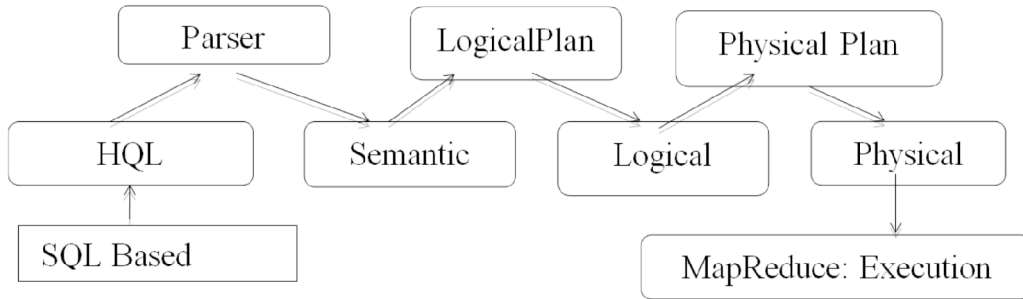 Parser
LogicalPlan
Physical Plan
HQL
Semantic
Logical
Physical
SQL Based
MapReduce: Execution